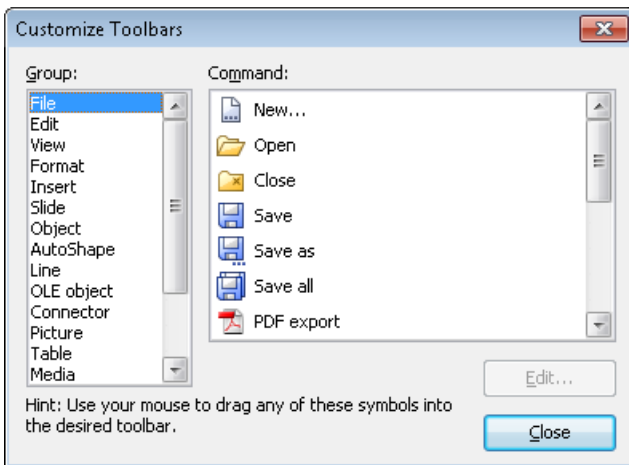 Customize Toolbars
Group:
Command:
File
Edit
View
Format
Insert
Slide
Object
AutoShape
Line
OLE object
Connector
Picture
Table
Media
New...
Open
Close
Save
Save as
Save all
PDF export
Edit...
Hint: Use your mouse to drag any of these symbols into
the desired toolbar.
Close